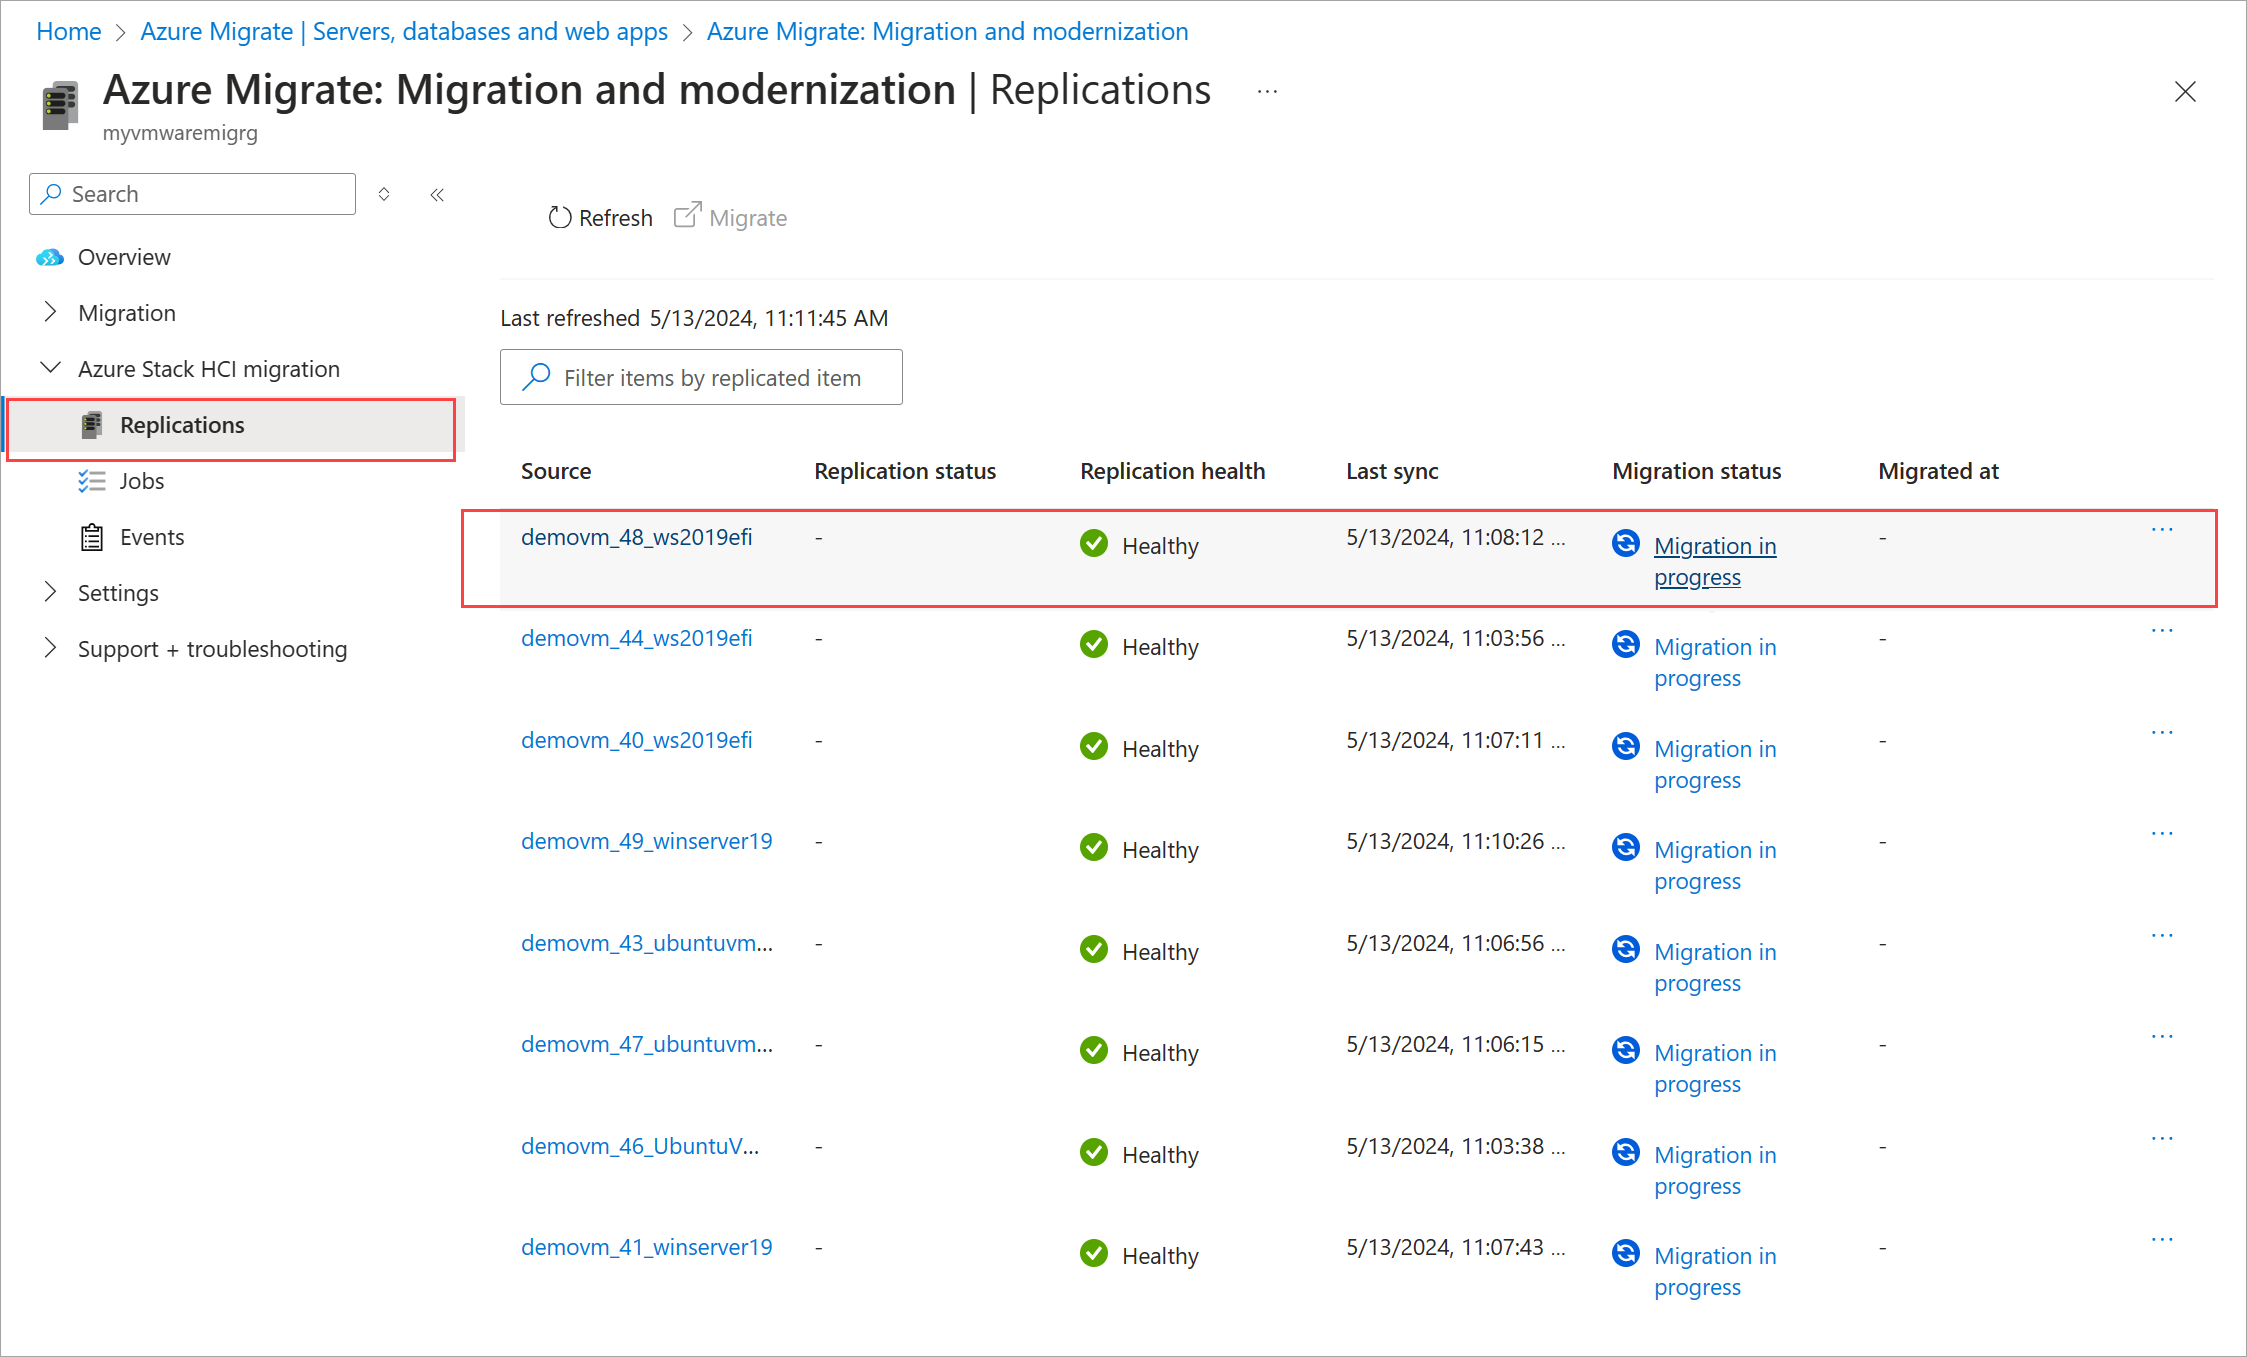 Home > Azure Migrate | Servers, databases and web apps > Azure Migrate: Migration and modernization
Azure Migrate: Migration and modernization | Replications ...
myvmwaremigrg
Search
Overview
Migration
Azure Stack HCI migration
Replications
Jobs
Events
Settings
Support + troubleshooting
Refresh Migrate
Last refreshed 5/13/2024, 11:11:45 AM
Filter items by replicated item
Source Replication status Replication health Last sync Migration status Migrated at
demovm_48_ws2019efi - Healthy 5/13/2024, 11:08:12 ... Migration in - ...
progress
demovm_44_ws2019efi - Healthy 5/13/2024, 11:03:56 ... Migration in - ...
progress
demovm_40_ws2019efi - Healthy 5/13/2024, 11:07:11 ... Migration in - ...
progress
demovm_49_winserver19 - Healthy 5/13/2024, 11:10:26 ... Migration in - ...
progress
demovm_43_ubuntuvm... - Healthy 5/13/2024, 11:06:56 ... Migration in - ...
progress
demovm_47_ubuntuvm... - Healthy 5/13/2024, 11:06:15 ... Migration in - ...
progress
demovm_46_UbuntuV... - Healthy 5/13/2024, 11:03:38 ... Migration in - ...
progress
demovm_41_winserver19 - Healthy 5/13/2024, 11:07:43 ... Migration in - ...
progress